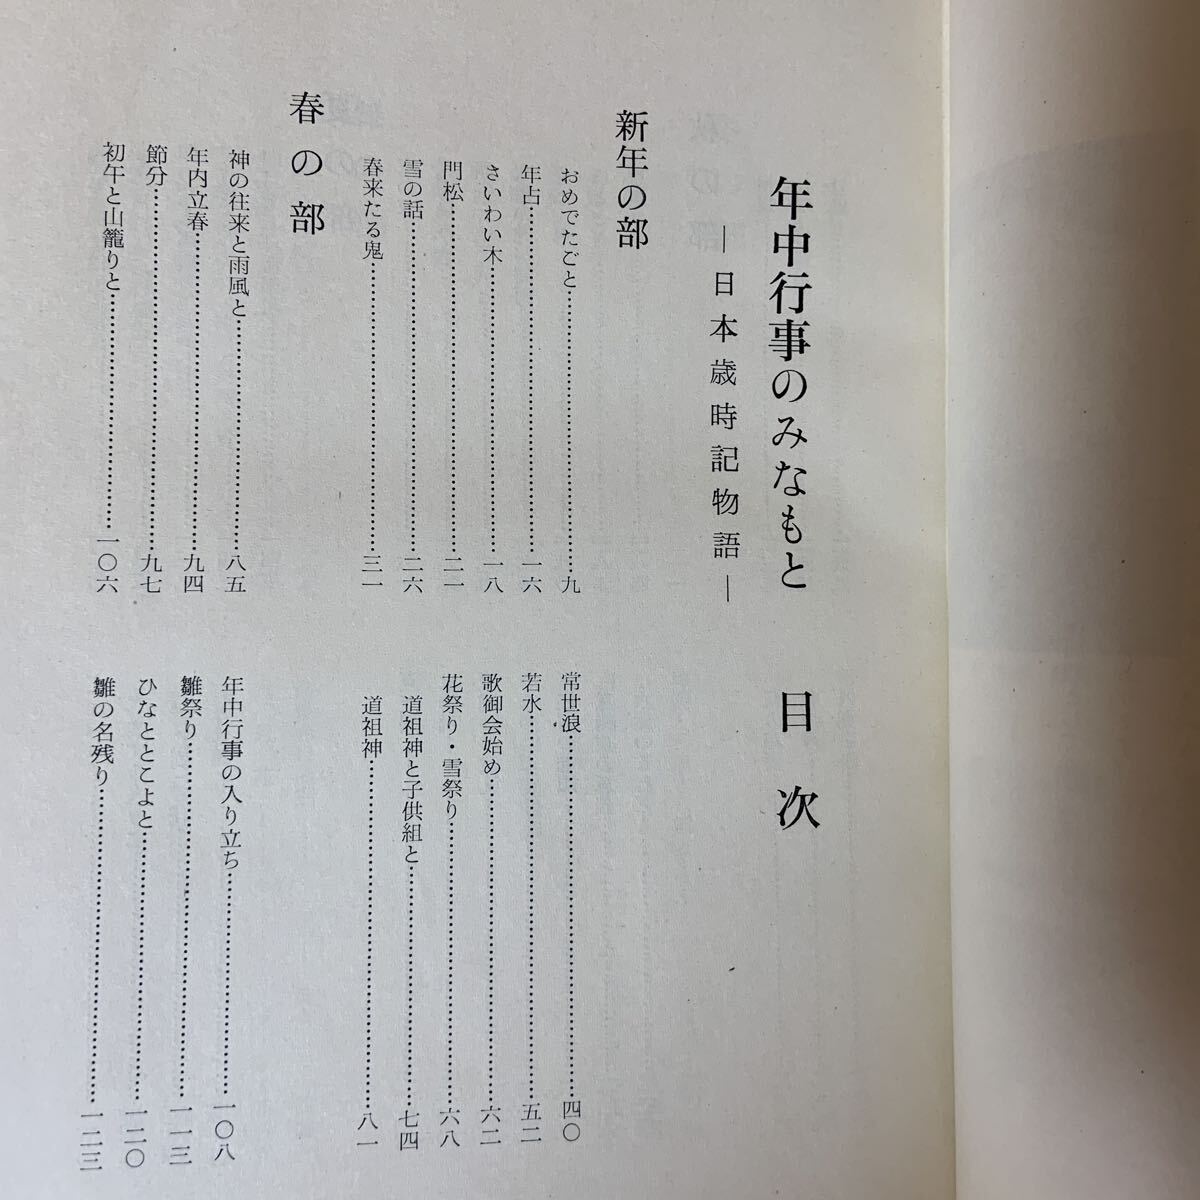 年中行事のみなもと　目次
―日本歳時記物語―
新年の部
おめでたごと……九
年占……一六
さいわい木……一八
門松……二一
雪の話……二六
春来たる鬼……三一
常世浪……四〇
若水……五二
歌御会始め……六二
花祭り・雪祭り……六八
道祖神と子供組と……七四
道祖神……八一
春の部
神の往来と雨風と……八五
年内立春……九四
節分……九七
初午と山籠りと……一〇六
年中行事の入り立ち……一〇八
雛祭り……一一三
ひなととこよと……一二〇
雛の名残り……一二三